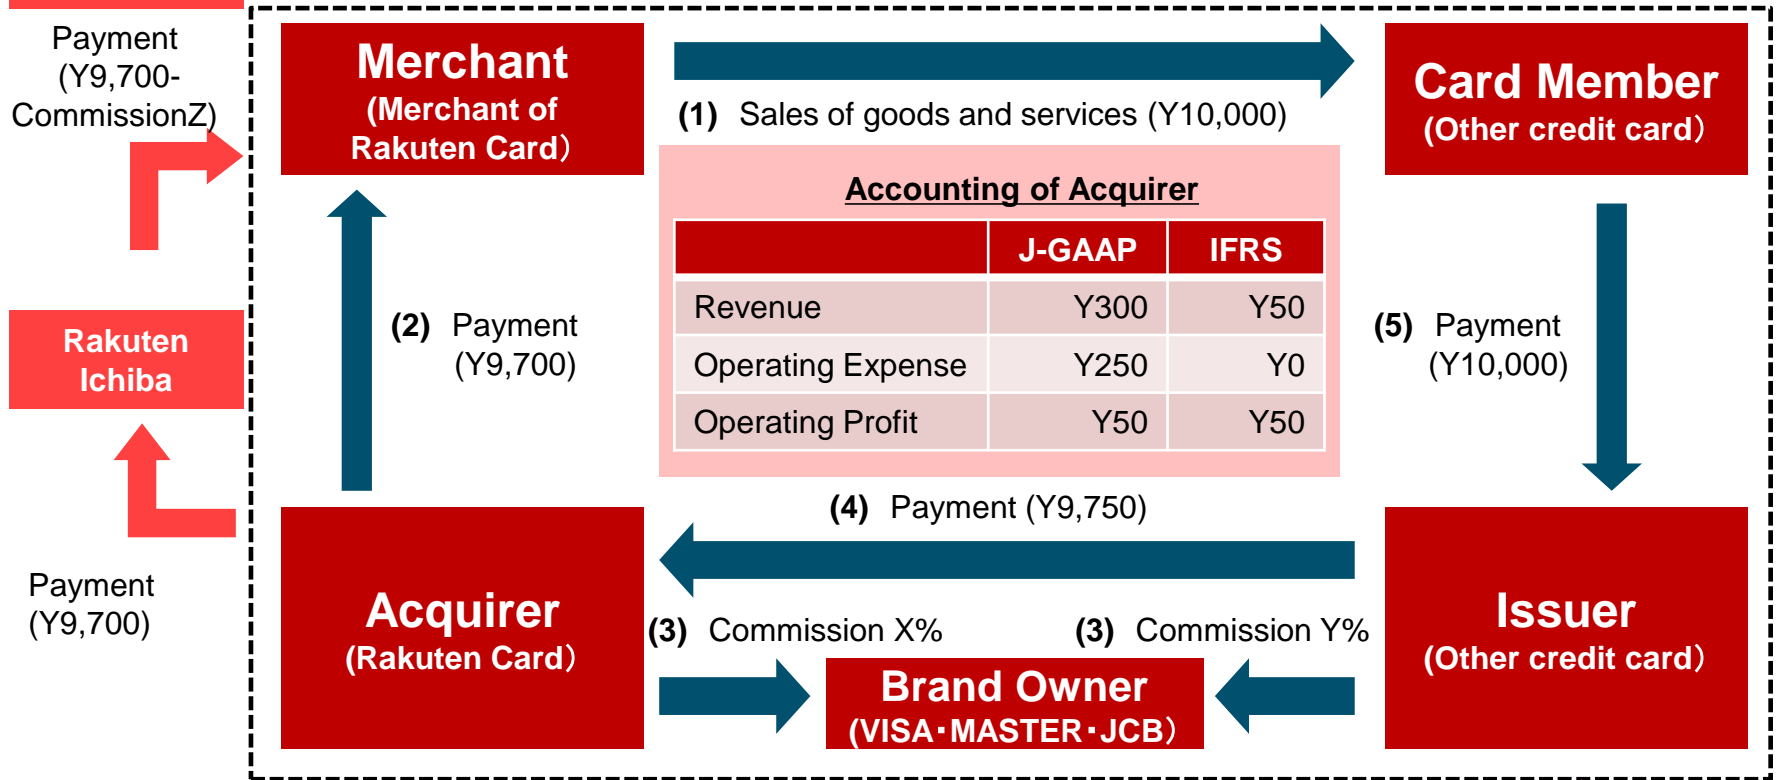 Payment
(Y9,700-
CommissionZ)
Merchant
(Merchant of
Rakuten Card）
(1) Sales of goods and services (Y10,000)
Card Member
(Other credit card）
Accounting of Acquirer
J-GAAP IFRS
Revenue Y300 Y50
Operating Expense Y250 Y0
Operating Profit Y50 Y50
(2) Payment
(Y9,700)
(5) Payment
(Y10,000)
Rakuten
Ichiba
Payment
(Y9,700)
(4) Payment (Y9,750)
Acquirer
(Rakuten Card）
(3) Commission X%
(3) Commission Y%
Brand Owner
(VISA・MASTER・JCB）
Issuer
(Other credit card）